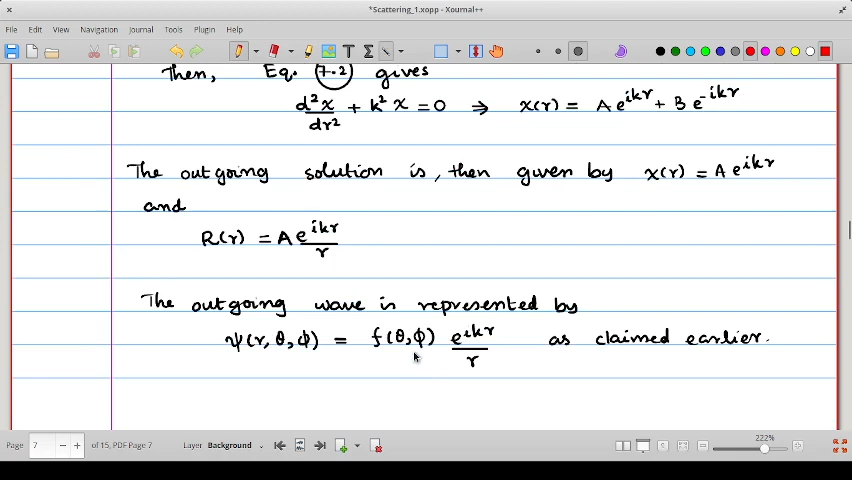 *Scattering_1.xopp - Xournal++
File Edit View Navigation Journal Tools Plugin Help
Then, Eq. 7.2 gives
d²χ/dr² + k² χ = 0 ⇒ χ(r) = A e^{ikr} + B e^{-ikr}
The outgoing solution is, then given by χ(r) = A e^{ikr}
and
R(r) = A e^{ikr}/r
The outgoing wave is represented by
ψ(r, θ, ϕ) = f(θ,ϕ) e^{ikr}/r as claimed earlier.
Page 7 of 15, PDF Page 7 Layer Background 222%